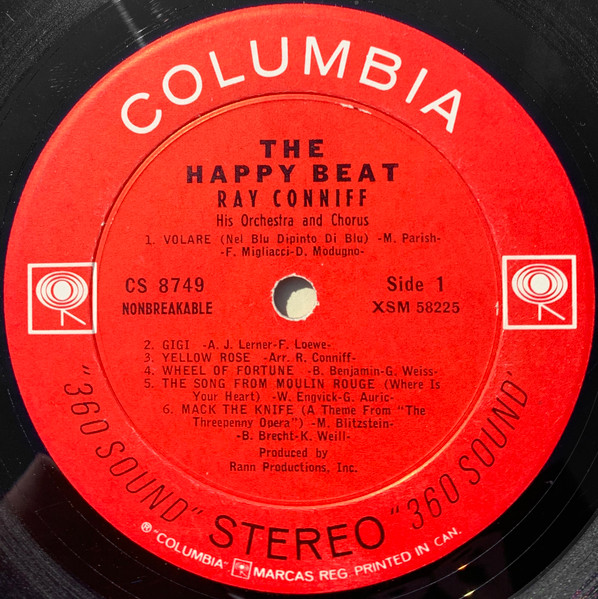 COLUMBIA
THE
HAPPY BEAT
RAY CONNIFF
His Orchestra and Chorus
1. VOLARE (Nel Blu Dipinto Di Blu) -M. Parish-
-F. Migliacci-D. Modugno-
CS 8749
NONBREAKABLE
Side 1
XSM 58225
2. GIGI -A. J. Lerner-F. Loewe-
3. YELLOW ROSE -Arr. R. Conniff-
4. WHEEL OF FORTUNE -B. Benjamin-G. Weiss-
5. THE SONG FROM MOULIN ROUGE (Where Is
Your Heart) -W. Engvick-G. Auric-
6. MACK THE KNIFE (A Theme From "The
Threepenny Opera") -M. Blitzstein-
-B. Brecht-K. Weill-
Produced by
Rann Productions, Inc.
"360 SOUND" STEREO "360 SOUND"
® "COLUMBIA" MARCAS REG. PRINTED IN CAN.